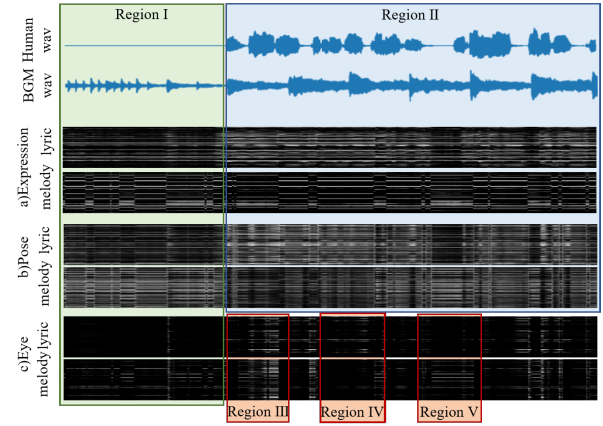 Region I
Region II
Human
wav
BGM
wav
a)Expression
lyric
melody
b)Pose
lyric
melody
c)Eye
lyric
melody
Region III
Region IV
Region V